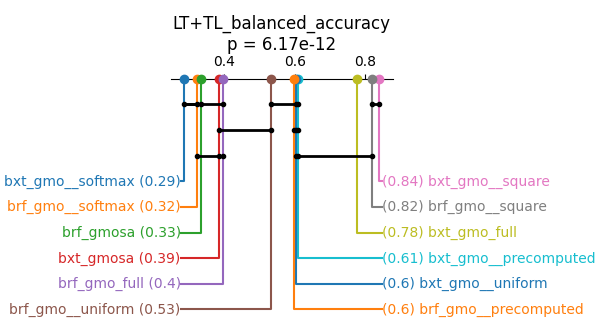 LT+TL_balanced_accuracy
p = 6.17e-12
0.4 0.6 0.8
bxt_gmo__softmax (0.29) (0.84) bxt_gmo__square
brf_gmo__softmax (0.32) (0.82) brf_gmo__square
brf_gmosa (0.33) (0.78) bxt_gmo_full
bxt_gmosa (0.39) (0.61) bxt_gmo__precomputed
brf_gmo_full (0.4) (0.6) bxt_gmo__uniform
brf_gmo__uniform (0.53) (0.6) brf_gmo__precomputed